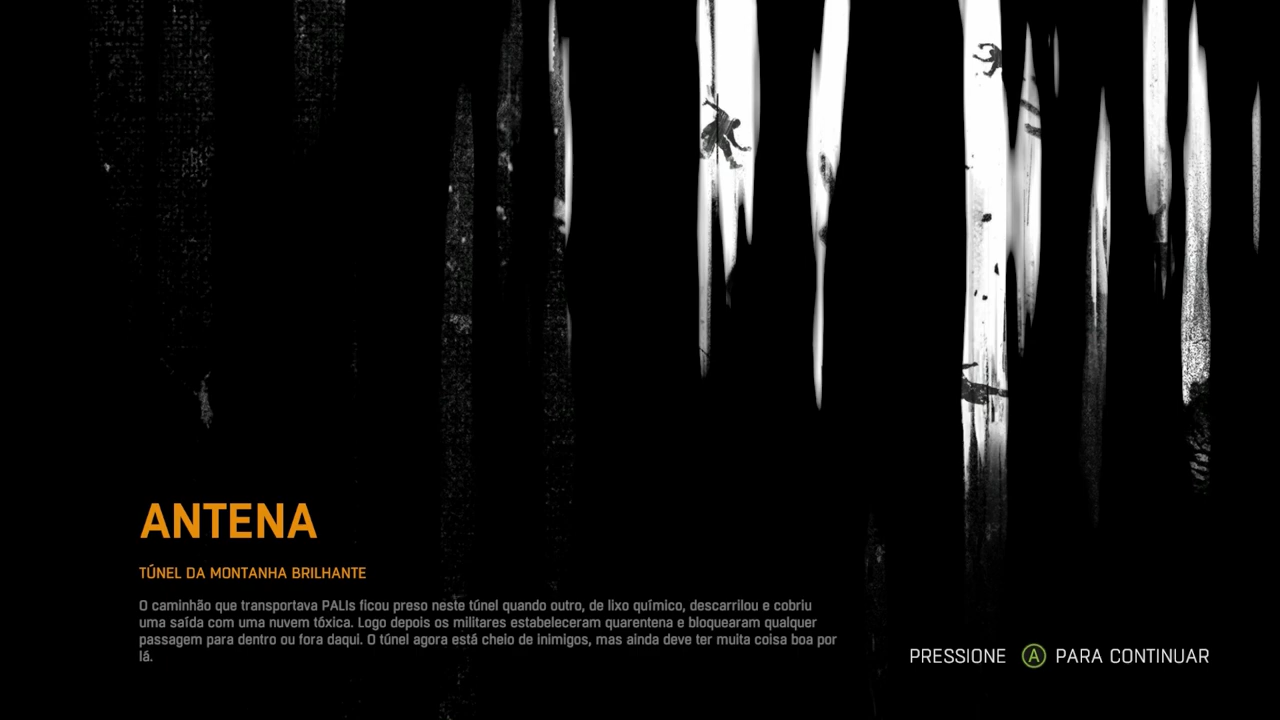 ANTENA
TÚNEL DA MONTANHA BRILHANTE
O caminhão que transportava PALIs ficou preso neste túnel quando outro, de lixo químico, descarrilou e cobriu
uma saída com uma nuvem tóxica. Logo depois os militares estabeleceram quarentena e bloquearam qualquer
passagem para dentro ou fora daqui. O túnel agora está cheio de inimigos, mas ainda deve ter muita coisa boa por
lá.
PRESSIONE A PARA CONTINUAR